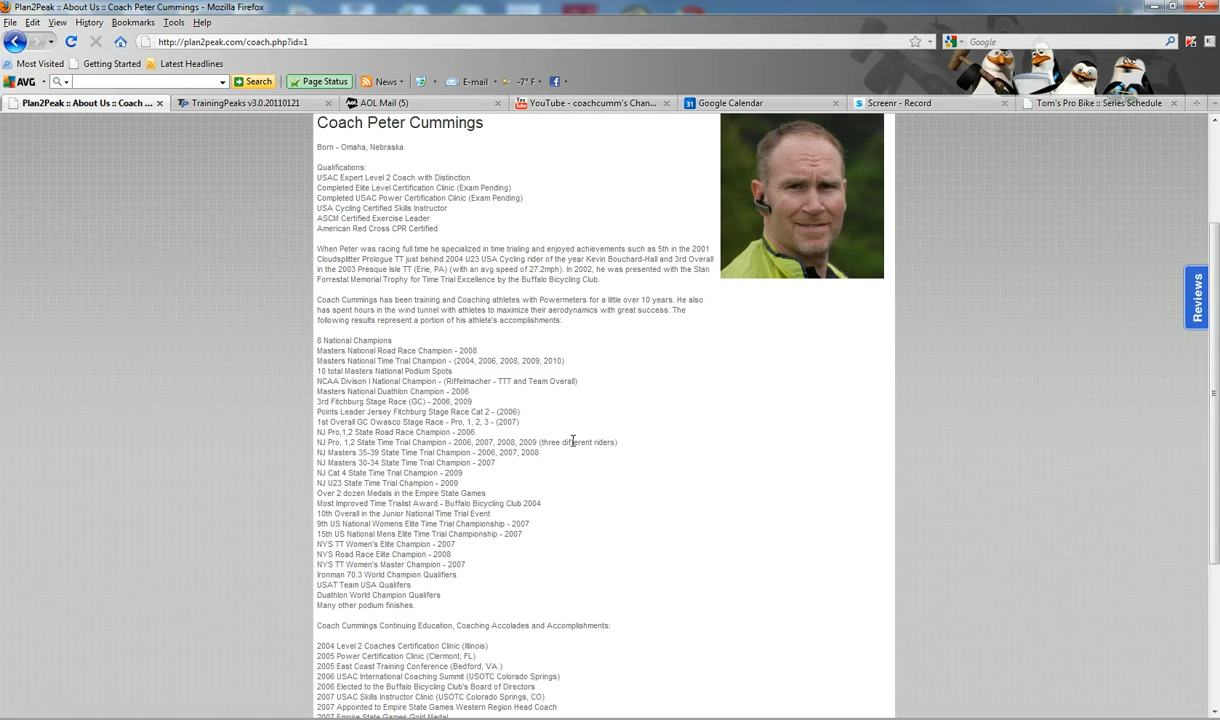 Plan2Peak :: About Us :: Coach Peter Cummings - Mozilla Firefox
File Edit View History Bookmarks Tools Help
http://plan2peak.com/coach.php?id=1
Google
Most Visited Getting Started Latest Headlines
AVG Search Page Status News E-mail -7° F
Plan2Peak :: About Us :: Coach ... TrainingPeaks v3.0.20110121 AOL Mail (5) YouTube - coachcumm's Chan... Google Calendar Screenr - Record Tom's Pro Bike :: Series Schedule
Coach Peter Cummings
Born - Omaha, Nebraska
Qualifications:
USAC Expert Level 2 Coach with Distinction
Completed Elite Level Certification Clinic (Exam Pending)
Completed USAC Power Certification Clinic (Exam Pending)
USA Cycling Certified Skills Instructor
ASCM Certified Exercise Leader
American Red Cross CPR Certified
When Peter was racing full time he specialized in time trialing and enjoyed achievements such as 5th in the 2001
Cloudsplitter Prologue TT just behind 2004 U23 USA Cycling rider of the year Kevin Bouchard-Hall and 3rd Overall
in the 2003 Presque Isle TT (Erie, PA) (with an avg speed of 27.2mph). In 2002, he was presented with the Stan
Forrestal Memorial Trophy for Time Trial Excellence by the Buffalo Bicycling Club.
Coach Cummings has been training and Coaching athletes with Powermeters for a little over 10 years. He also
has spent hours in the wind tunnel with athletes to maximize their aerodynamics with great success. The
following results represent a portion of his athlete's accomplishments:
8 National Champions
Masters National Road Race Champion - 2008
Masters National Time Trial Champion - (2004, 2006, 2008, 2009, 2010)
10 total Masters National Podium Spots
NCAA Divison I National Champion - (Riffelmacher - TTT and Team Overall)
Masters National Duathlon Champion - 2006
3rd Fitchburg Stage Race (GC) - 2006, 2009
Points Leader Jersey Fitchburg Stage Race Cat 2 - (2006)
1st Overall GC Owasco Stage Race - Pro, 1, 2, 3 - (2007)
NJ Pro,1,2 State Road Race Champion - 2006
NJ Pro, 1,2 State Time Trial Champion - 2006, 2007, 2008, 2009 (three different riders)
NJ Masters 35-39 State Time Trial Champion - 2006, 2007, 2008
NJ Masters 30-34 State Time Trial Champion - 2007
NJ Cat 4 State Time Trial Champion - 2009
NJ U23 State Time Trial Champion - 2009
Over 2 dozen Medals in the Empire State Games
Most Improved Time Trialist Award - Buffalo Bicycling Club 2004
10th Overall in the Junior National Time Trial Event
9th US National Womens Elite Time Trial Championship - 2007
15th US National Mens Elite Time Trial Championship - 2007
NYS TT Women's Elite Champion - 2007
NYS Road Race Elite Champion - 2008
NYS TT Women's Master Champion - 2007
Ironman 70.3 World Champion Qualifiers
USAT Team USA Qualifers
Duathlon World Champion Qualifers
Many other podium finishes.
Coach Cummings Continuing Education, Coaching Accolades and Accomplishments:
2004 Level 2 Coaches Certification Clinic (Illinois)
2005 Power Certification Clinic (Clermont, FL)
2005 East Coast Training Conference (Bedford, VA.)
2006 USAC International Coaching Summit (USOTC Colorado Springs)
2006 Elected to the Buffalo Bicycling Club's Board of Directors
2007 USAC Skills Instructor Clinic (USOTC Colorado Springs, CO)
2007 Appointed to Empire State Games Western Region Head Coach
2007 Empire State Games Gold Medal
Reviews